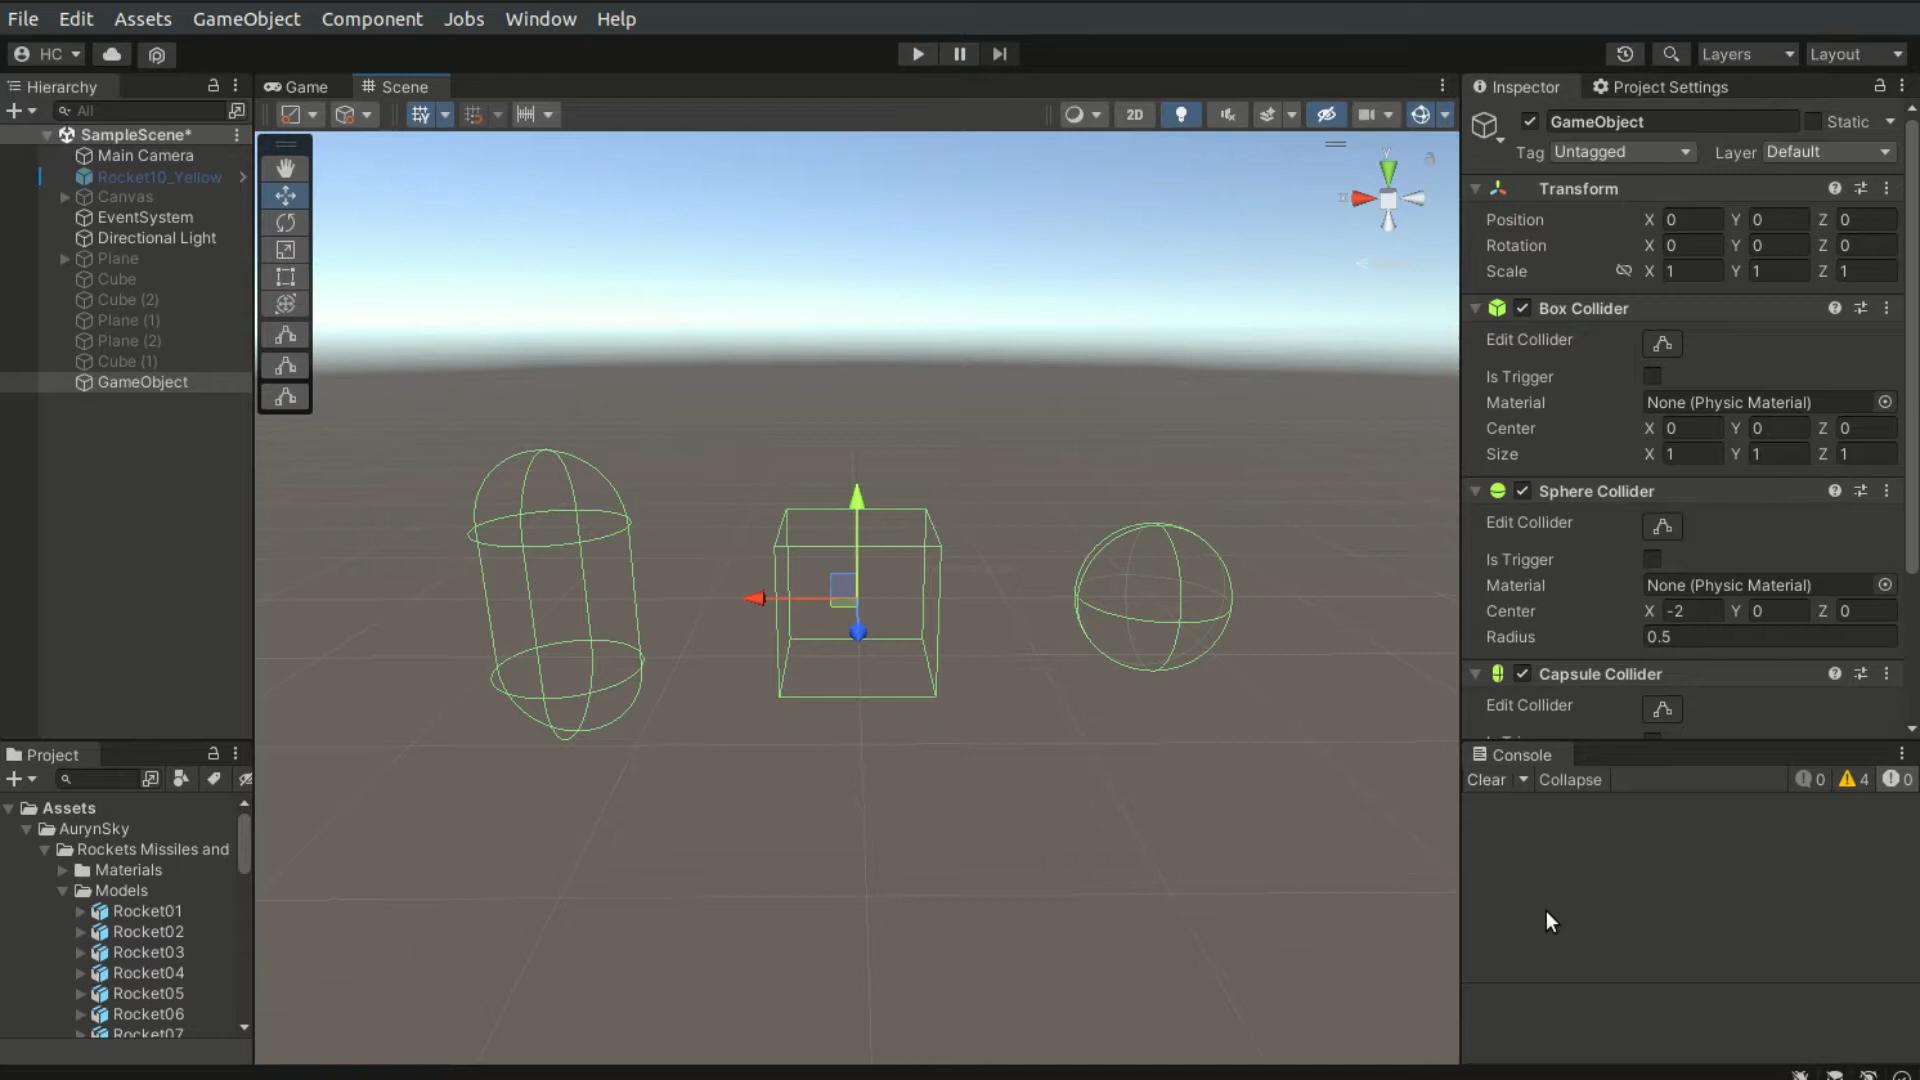 File Edit Assets GameObject Component Jobs Window Help
HC Layers Layout
Hierarchy
All
SampleScene*
Main Camera
Rocket10_Yellow
Canvas
EventSystem
Directional Light
Plane
Cube
Cube (2)
Plane (1)
Plane (2)
Cube (1)
GameObject
Game Scene
2D
Inspector Project Settings
GameObject Static
Tag Untagged Layer Default
Transform
Position X 0 Y 0 Z 0
Rotation X 0 Y 0 Z 0
Scale X 1 Y 1 Z 1
Box Collider
Edit Collider
Is Trigger
Material None (Physic Material)
Center X 0 Y 0 Z 0
Size X 1 Y 1 Z 1
Sphere Collider
Edit Collider
Is Trigger
Material None (Physic Material)
Center X -2 Y 0 Z 0
Radius 0.5
Capsule Collider
Edit Collider
Project
Assets
AurynSky
Rockets Missiles and
Materials
Models
Rocket01
Rocket02
Rocket03
Rocket04
Rocket05
Rocket06
Rocket07
Console
Clear Collapse 0 4 0